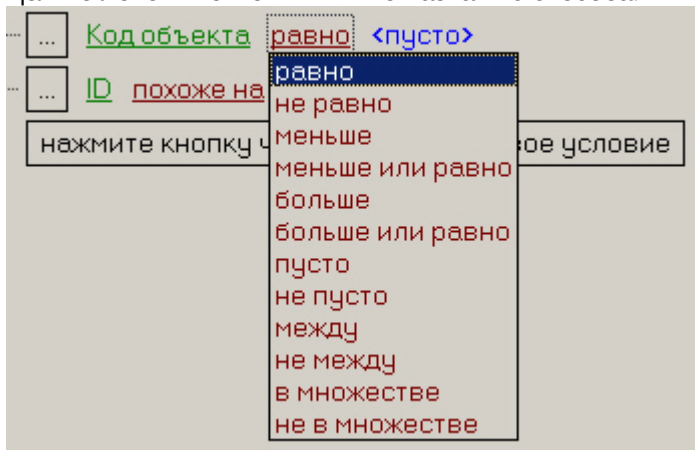 ... Код объекта равно <пусто>
... ID похоже на
нажмите кнопку ое условие
равно
не равно
меньше
меньше или равно
больше
больше или равно
пусто
не пусто
между
не между
в множестве
не в множестве